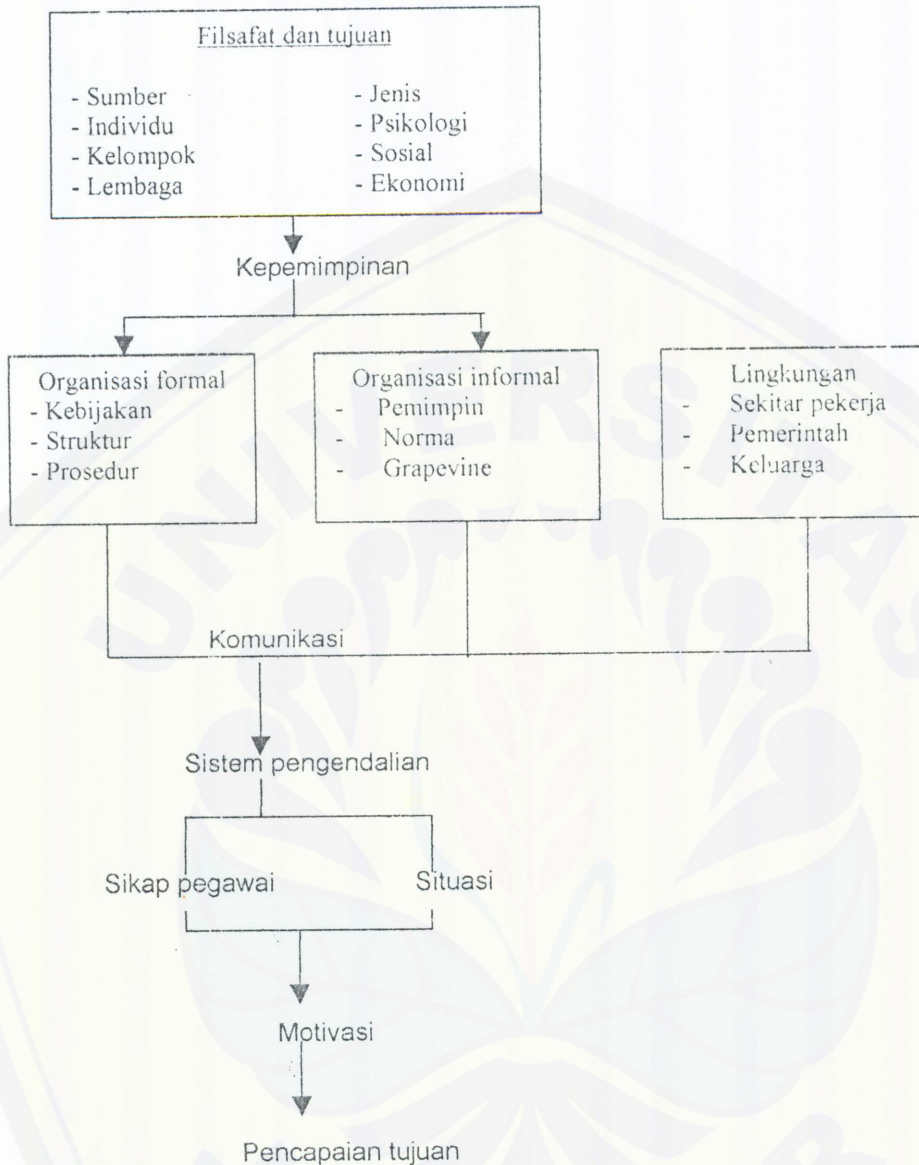 Filsafat dan tujuan
- Sumber - Jenis
- Individu - Psikologi
- Kelompok - Sosial
- Lembaga - Ekonomi
Kepemimpinan
Organisasi formal
- Kebijakan
- Struktur
- Prosedur
Organisasi informal
- Pemimpin
- Norma
- Grapevine
Lingkungan
- Sekitar pekerja
- Pemerintah
- Keluarga
Komunikasi
Sistem pengendalian
Sikap pegawai Situasi
Motivasi
Pencapaian tujuan
UNIVERSITAS